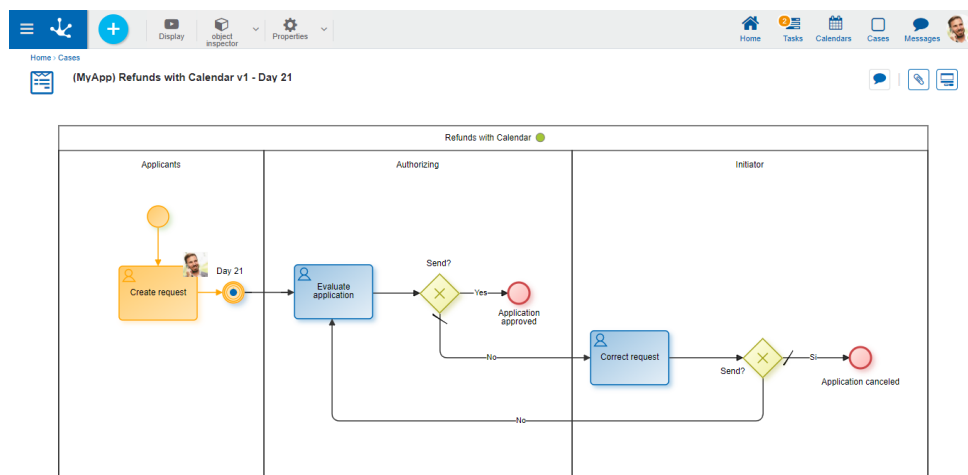 Display
object
inspector
Properties
Home
2
Tasks
Calendars
Cases
Messages
Home › Cases
(MyApp) Refunds with Calendar v1 - Day 21
Refunds with Calendar
Applicants
Authorizing
Initiator
Create request
Day 21
Evaluate
application
Send?
Yes
Application
approved
No
Correct request
Send?
Si
Application canceled
No